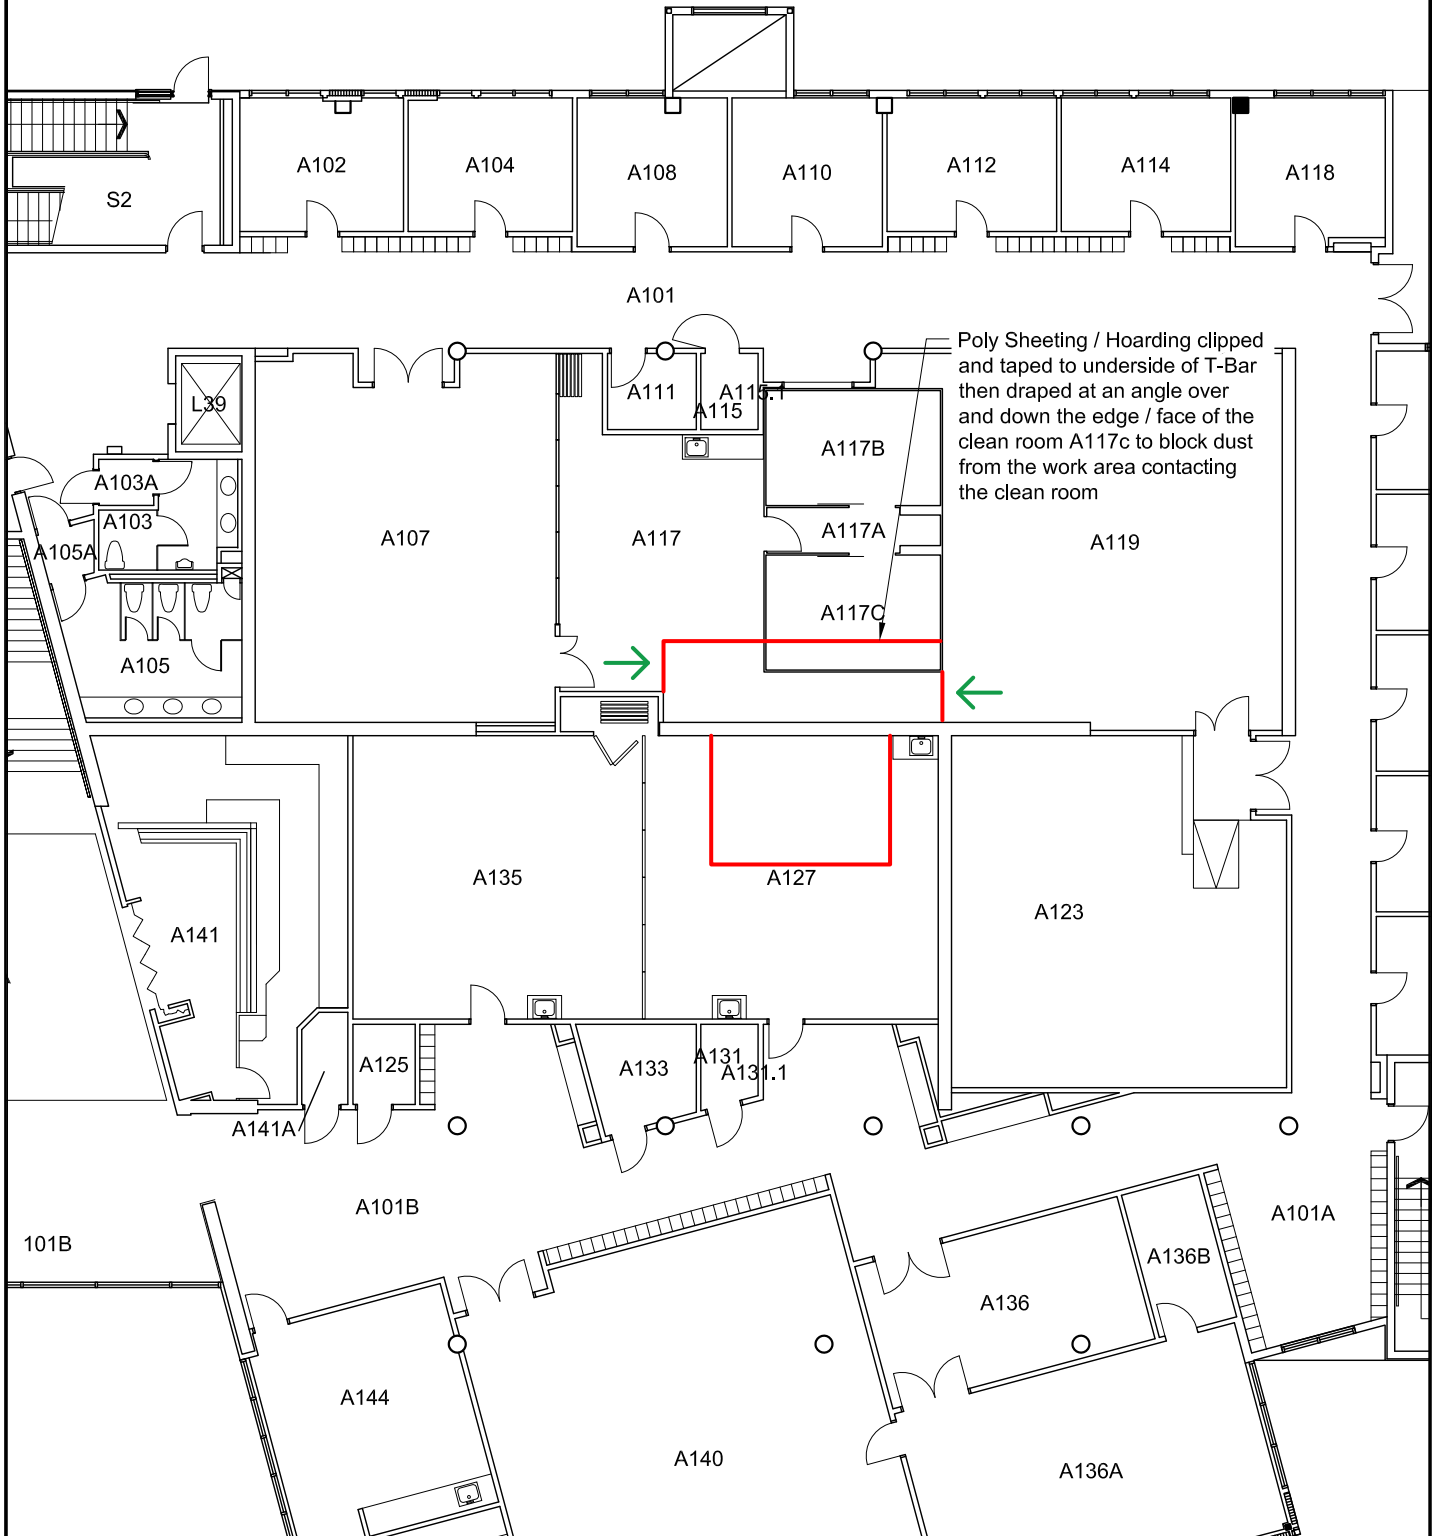 A102
A104
A108
A110
A112
A114
A118
S2
A101
Poly Sheeting / Hoarding clipped
and taped to underside of T-Bar
then draped at an angle over
and down the edge / face of the
clean room A117c to block dust
from the work area contacting
the clean room
L39
A111
A115.1
A115
A117B
A103A
A103
A105A
A107
A117
A117A
A119
A117C
A105
A135
A127
A123
A141
A125
A133
A131
A131.1
A141A
A101B
A101A
101B
A136B
A136
A144
A140
A136A